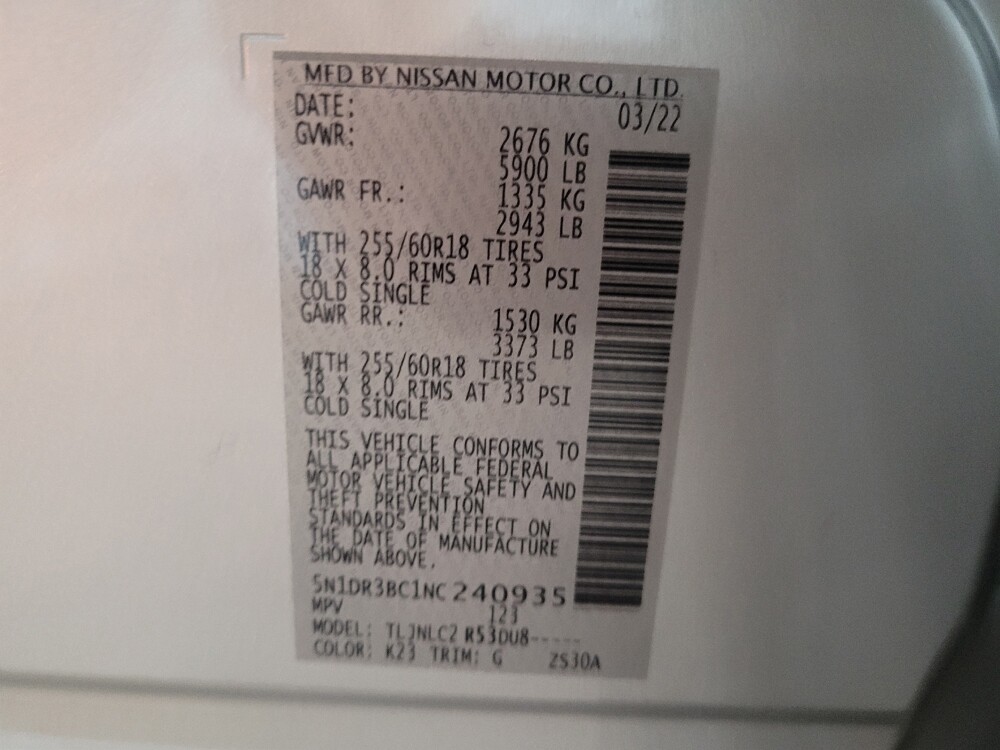 MFD BY NISSAN MOTOR CO., LTD.
DATE: 03/22
GVWR: 2676 KG
5900 LB
GAWR FR.: 1335 KG
2943 LB
WITH 255/60R18 TIRES
18 X 8.0 RIMS AT 33 PSI
COLD SINGLE
GAWR RR.: 1530 KG
3373 LB
WITH 255/60R18 TIRES
18 X 8.0 RIMS AT 33 PSI
COLD SINGLE
THIS VEHICLE CONFORMS TO
ALL APPLICABLE FEDERAL
MOTOR VEHICLE SAFETY AND
THEFT PREVENTION
STANDARDS IN EFFECT ON
THE DATE OF MANUFACTURE
SHOWN ABOVE.
5N1DR3BC1NC240935
MPV 123
MODEL: TLJNLC2 R53DU8-----
COLOR: K23 TRIM: G ZS30A